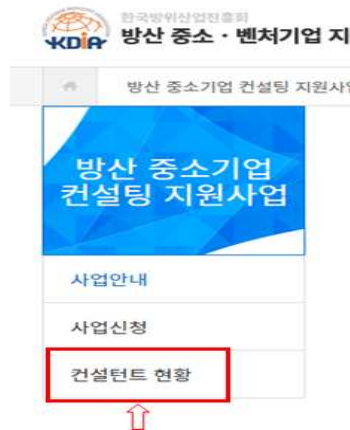 한국방위산업진흥회
KDIA 방산 중소·벤처기업 지
방산 중소기업 컨설팅 지원사업
방산 중소기업
컨설팅 지원사업
사업안내
사업신청
컨설턴트 현황